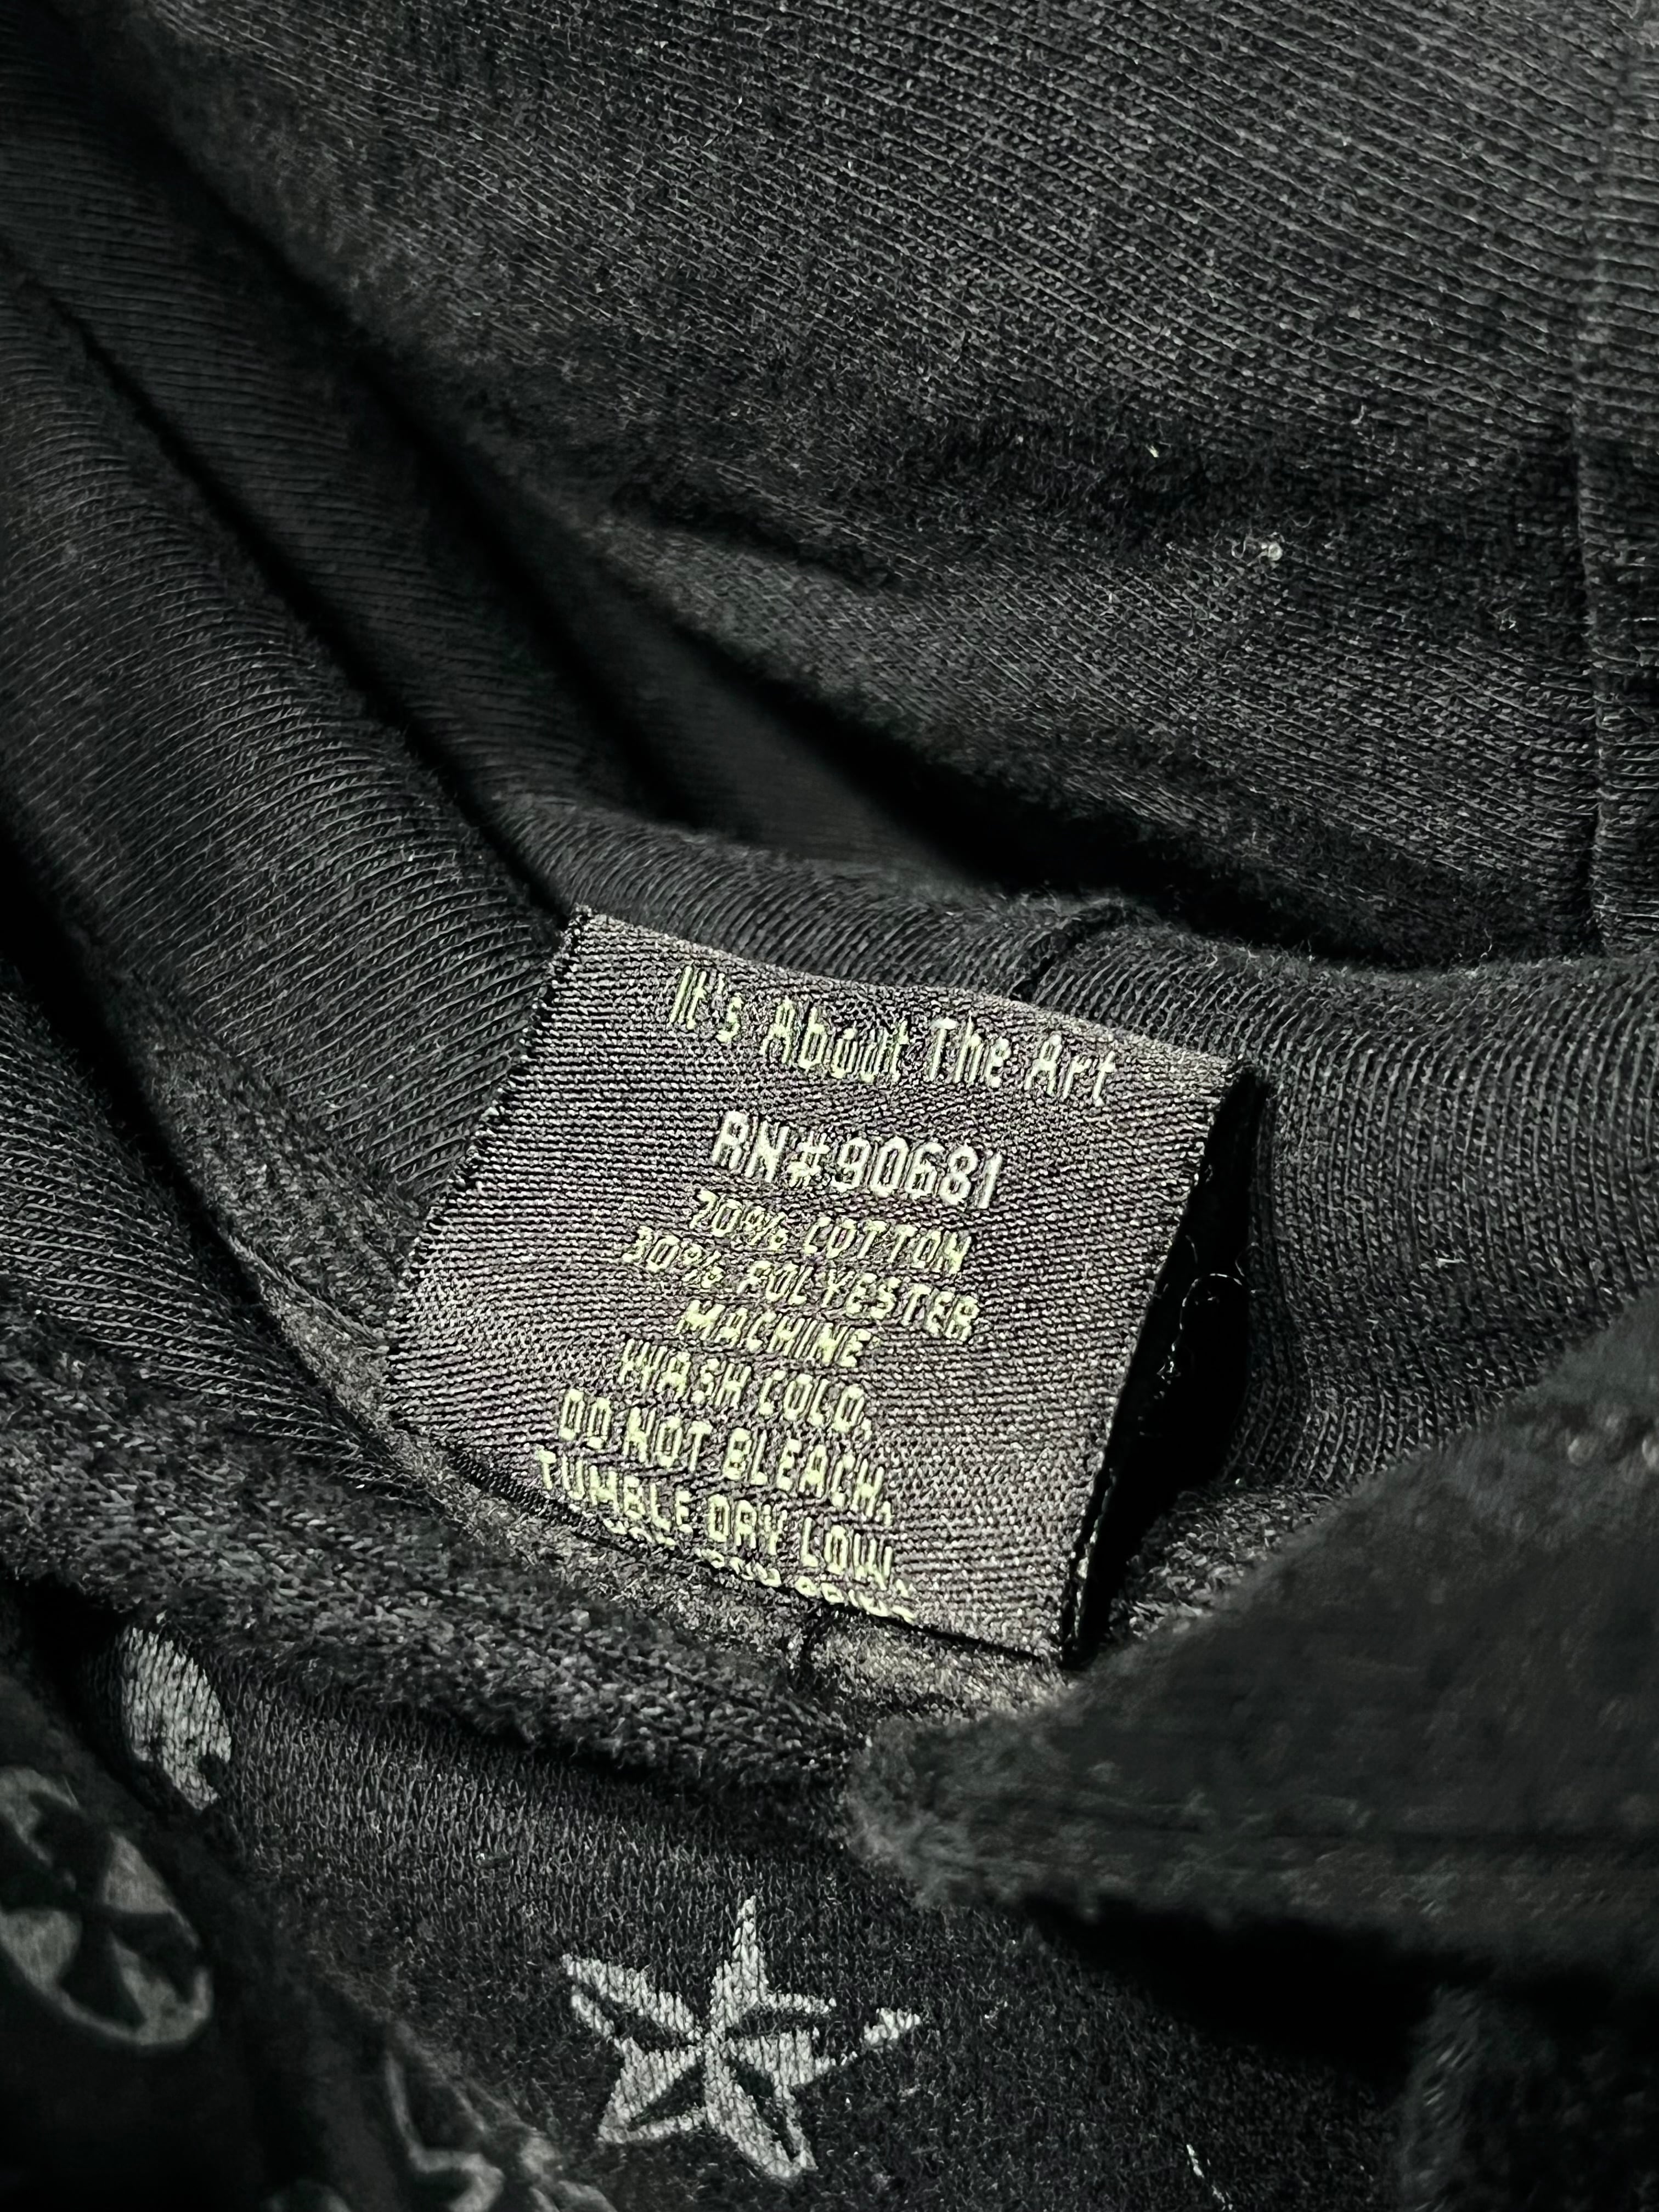 It's About The Art
RN#90681
70% COTTON
30% POLYESTER
MACHINE
WASH COLD,
DO NOT BLEACH,
TUMBLE DRY LOW,